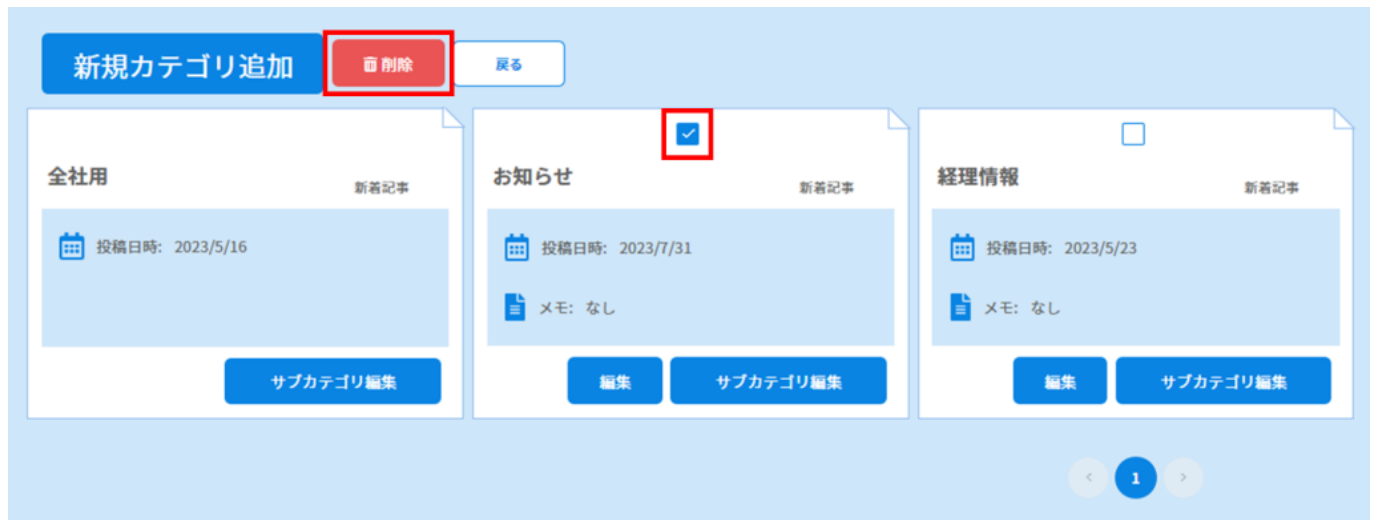 新規カテゴリ追加 削除 戻る
全社用 新着記事
投稿日時: 2023/5/16
サブカテゴリ編集
お知らせ 新着記事
投稿日時: 2023/7/31
メモ: なし
編集 サブカテゴリ編集
経理情報 新着記事
投稿日時: 2023/5/23
メモ: なし
編集 サブカテゴリ編集
< 1 >